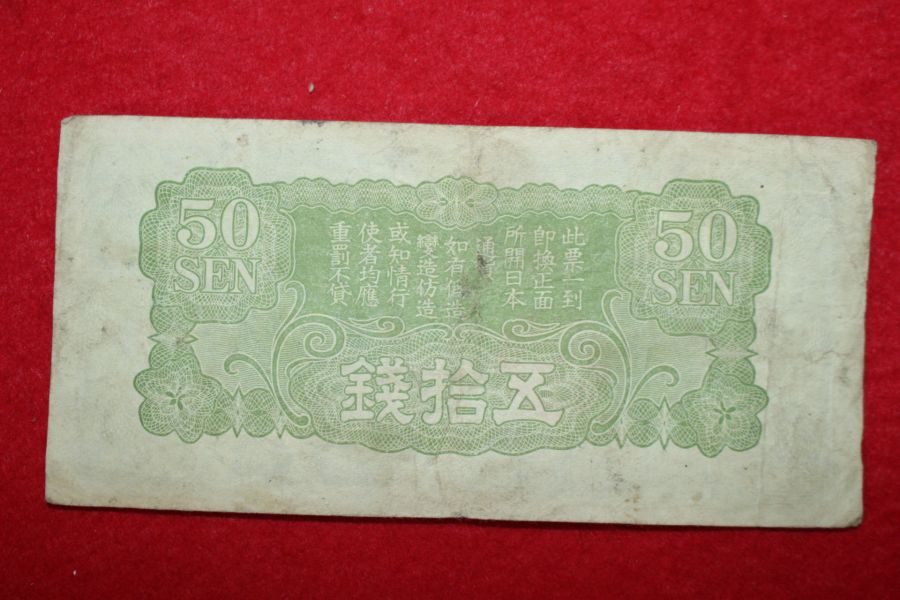 50
SEN
50
SEN
此票一到
即換正面
所開日本
通貨
如有偽造
變造仿造
或知情行
使者均應
重罰不貸
五拾錢